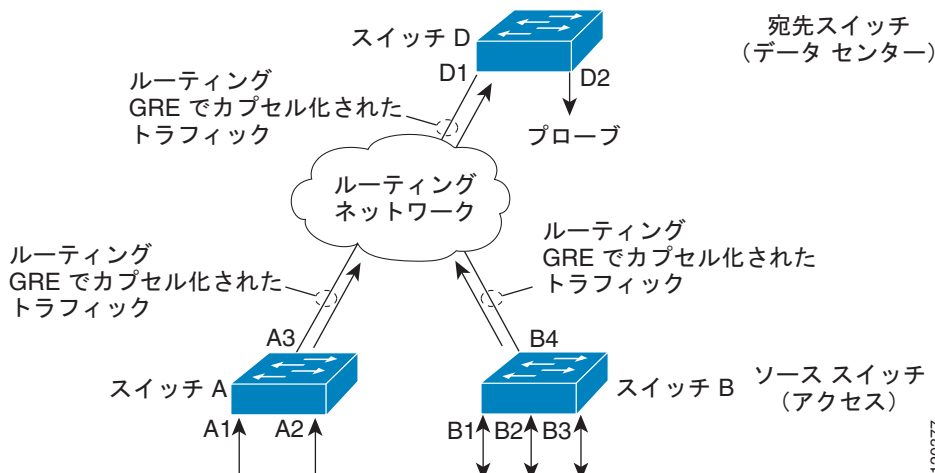 宛先スイッチ
（データ センター）
スイッチ D
D1
D2
プローブ
ルーティング
GRE でカプセル化された
トラフィック
ルーティング
ネットワーク
ルーティング
GRE でカプセル化された
トラフィック
ルーティング
GRE でカプセル化された
トラフィック
A3
B4
スイッチ A
スイッチ B
ソース スイッチ
（アクセス）
A1
A2
B1
B2
B3